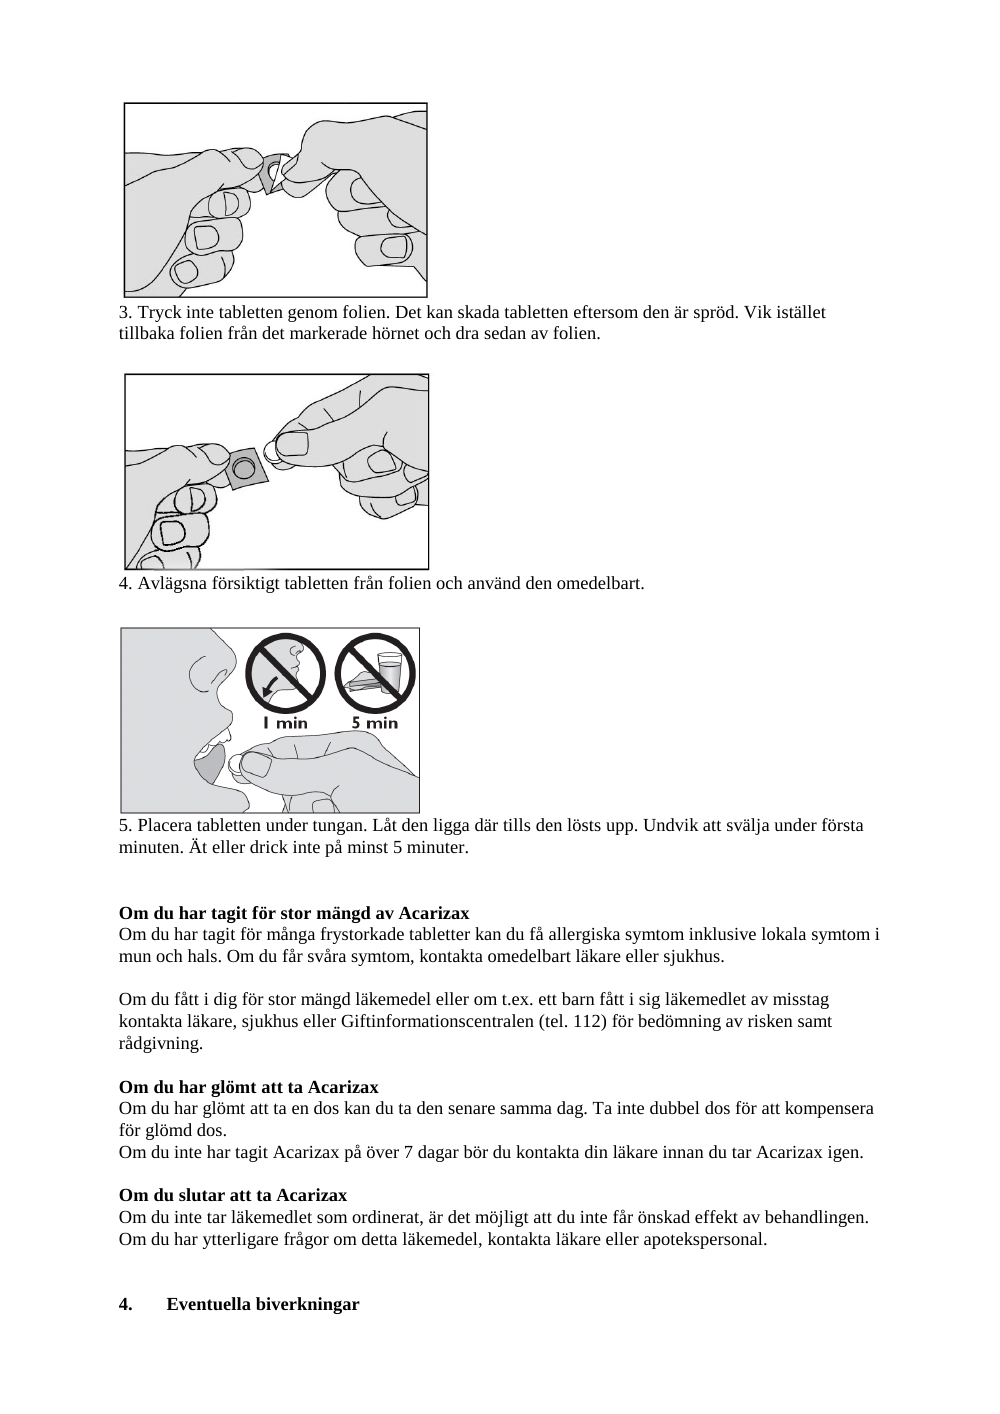 3. Tryck inte tabletten genom folien. Det kan skada tabletten eftersom den är spröd. Vik istället
tillbaka folien från det markerade hörnet och dra sedan av folien.
4. Avlägsna försiktigt tabletten från folien och använd den omedelbart.
1 min 5 min
5. Placera tabletten under tungan. Låt den ligga där tills den lösts upp. Undvik att svälja under första
minuten. Ät eller drick inte på minst 5 minuter.
Om du har tagit för stor mängd av Acarizax
Om du har tagit för många frystorkade tabletter kan du få allergiska symtom inklusive lokala symtom i
mun och hals. Om du får svåra symtom, kontakta omedelbart läkare eller sjukhus.
Om du fått i dig för stor mängd läkemedel eller om t.ex. ett barn fått i sig läkemedlet av misstag
kontakta läkare, sjukhus eller Giftinformationscentralen (tel. 112) för bedömning av risken samt
rådgivning.
Om du har glömt att ta Acarizax
Om du har glömt att ta en dos kan du ta den senare samma dag. Ta inte dubbel dos för att kompensera
för glömd dos.
Om du inte har tagit Acarizax på över 7 dagar bör du kontakta din läkare innan du tar Acarizax igen.
Om du slutar att ta Acarizax
Om du inte tar läkemedlet som ordinerat, är det möjligt att du inte får önskad effekt av behandlingen.
Om du har ytterligare frågor om detta läkemedel, kontakta läkare eller apotekspersonal.
4. Eventuella biverkningar